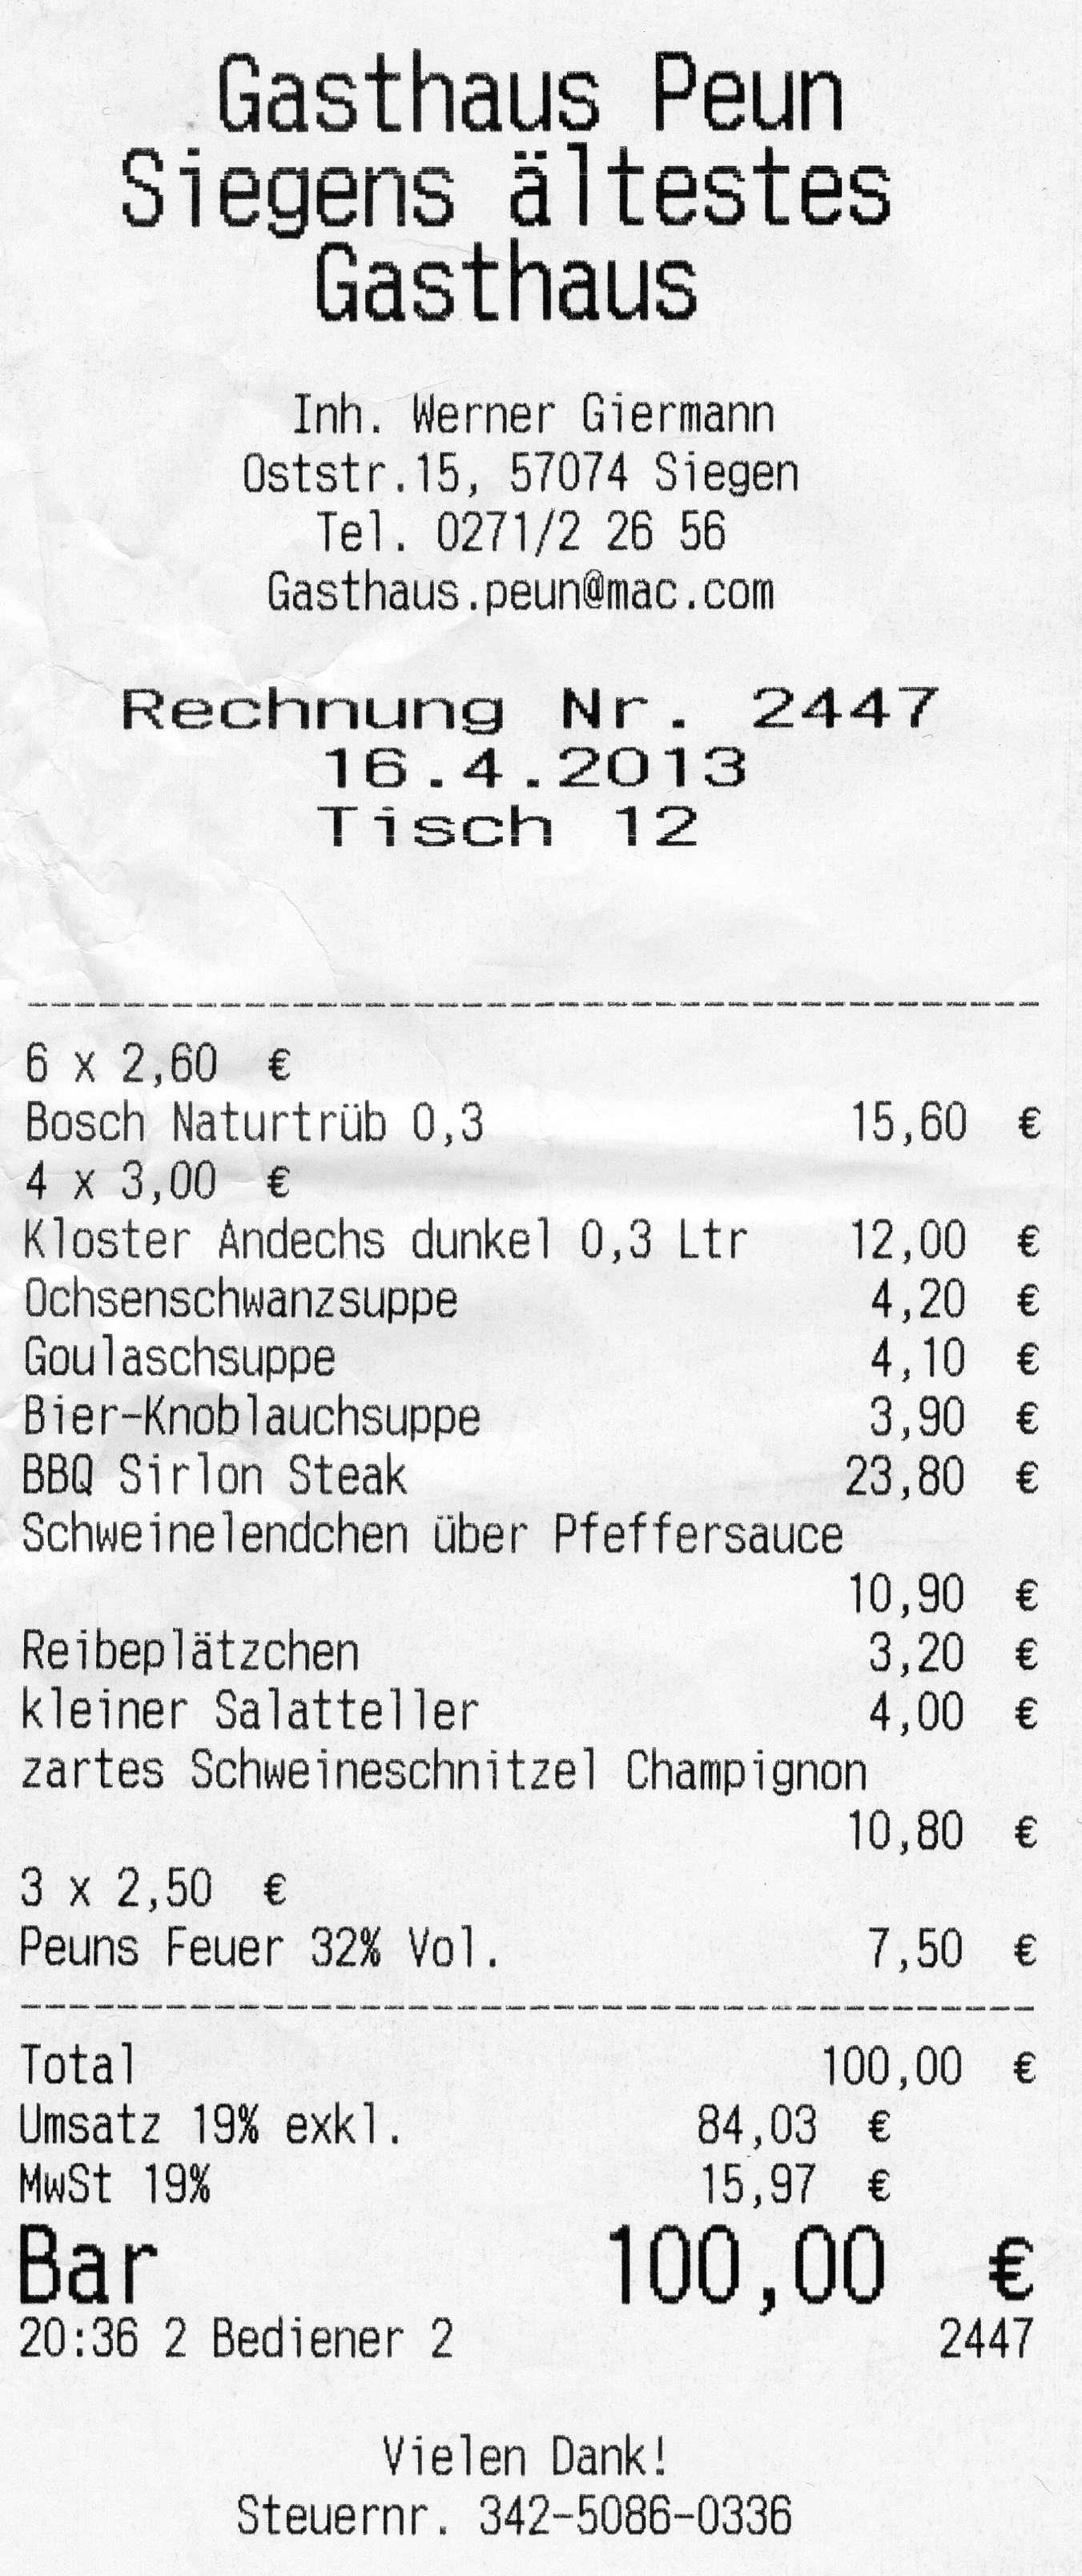 Gasthaus Peun
Siegens ältestes
Gasthaus
Inh. Werner Giermann
Oststr.15, 57074 Siegen
Tel. 0271/2 26 56
Gasthaus.peun@mac.com
Rechnung Nr. 2447
16.4.2013
Tisch 12
6 x 2,60 €
Bosch Naturtrüb 0,3 15,60 €
4 x 3,00 €
Kloster Andechs dunkel 0,3 Ltr 12,00 €
Ochsenschwanzsuppe 4,20 €
Goulaschsuppe 4,10 €
Bier-Knoblauchsuppe 3,90 €
BBQ Sirlon Steak 23,80 €
Schweinelendchen über Pfeffersauce
10,90 €
Reibeplätzchen 3,20 €
kleiner Salatteller 4,00 €
zartes Schweineschnitzel Champignon
10,80 €
3 x 2,50 €
Peuns Feuer 32% Vol. 7,50 €
Total 100,00 €
Umsatz 19% exkl. 84,03 €
MwSt 19% 15,97 €
Bar 100,00 €
20:36 2 Bediener 2 2447
Vielen Dank!
Steuernr. 342-5086-0336